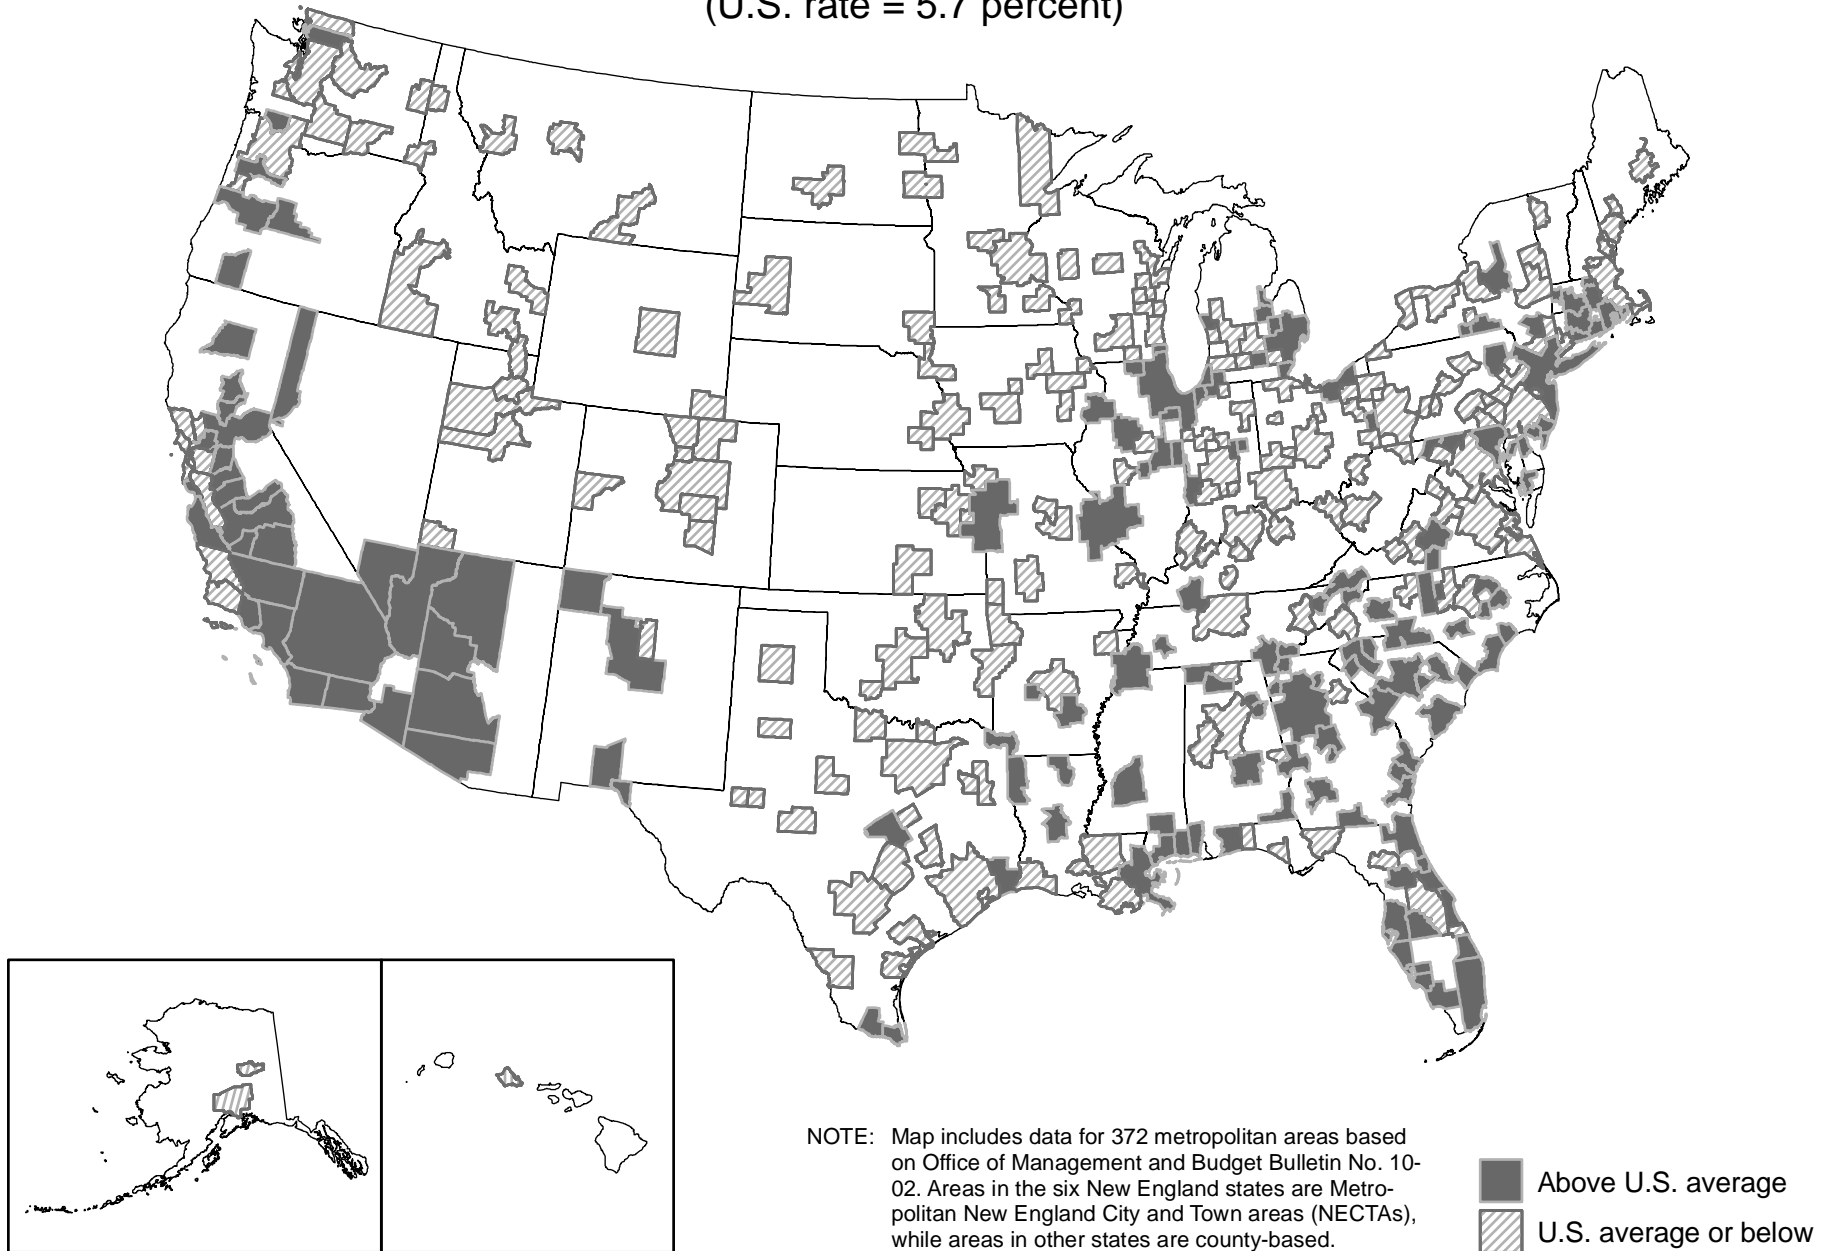 (U.S. rate = 5.7 percent)
NOTE: Map includes data for 372 metropolitan areas based
on Office of Management and Budget Bulletin No. 10-
02. Areas in the six New England states are Metro-
politan New England City and Town areas (NECTAs),
while areas in other states are county-based.
Above U.S. average
U.S. average or below